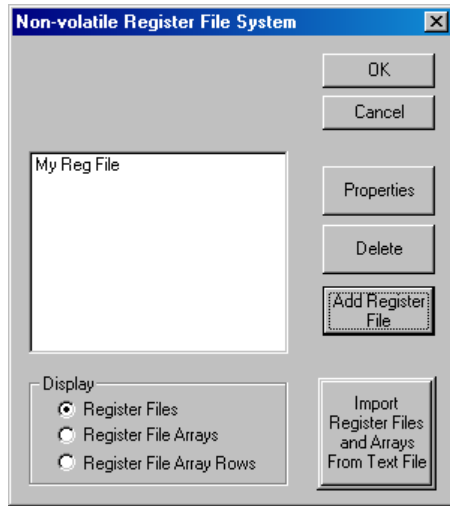 Non-volatile Register File System
OK
Cancel
My Reg File
Properties
Delete
Add Register
File
Display
Register Files
Register File Arrays
Register File Array Rows
Import
Register Files
and Arrays
From Text File